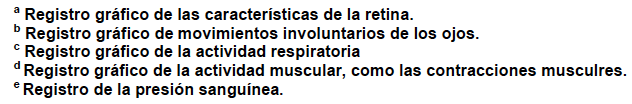 a Registro gráfico de las características de la retina.
b Registro gráfico de movimientos involuntarios de los ojos.
c Registro gráfico de la actividad respiratoria
d Registro gráfico de la actividad muscular, como las contracciones musculres.
e Registro de la presión sanguínea.